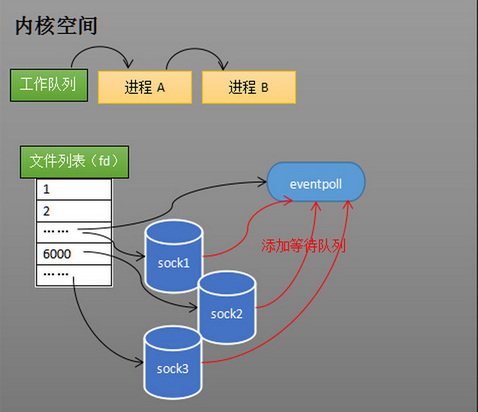 内核空间
工作队列
进程 A
进程 B
文件列表（fd）
1
2
……
6000
……
eventpoll
添加等待队列
sock1
sock2
sock3